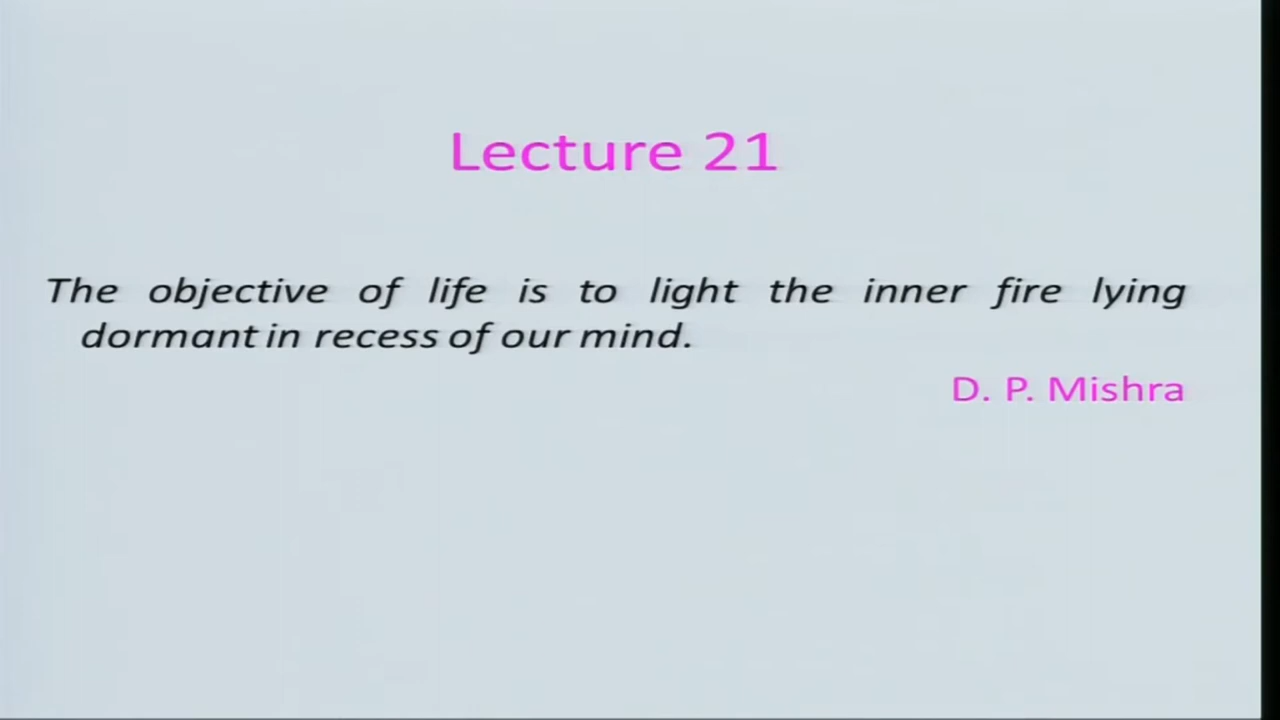 Lecture 21
The objective of life is to light the inner fire lying
dormant in recess of our mind.
D. P. Mishra